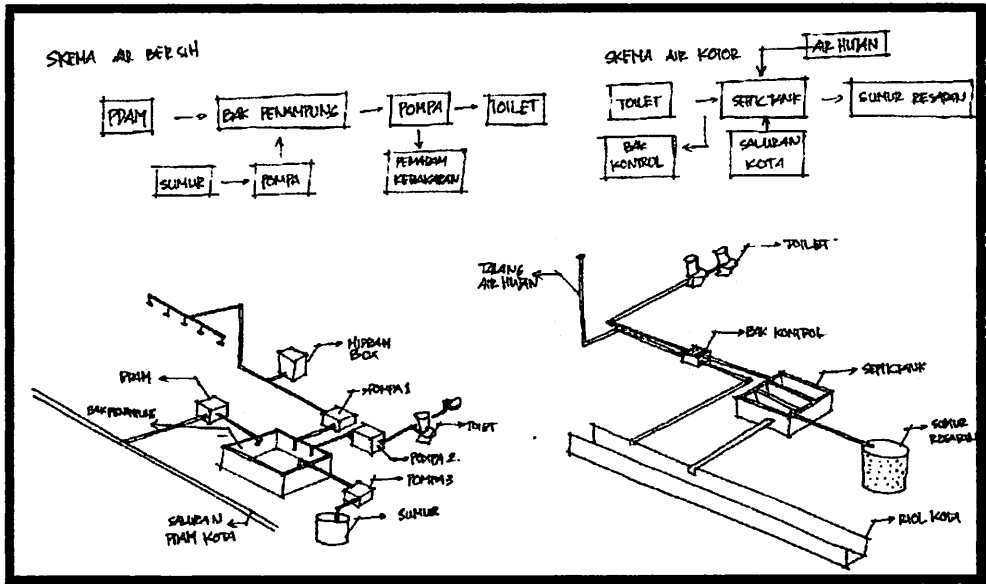 SKEMA AIR BERSIH
PDAM
BAK PENAMPUNG
POMPA
TOILET
SUMUR
POMPA
PEMADAM
KEBAKARAN
SKEMA AIR KOTOR
AIR HUJAN
TOILET
SEPTICTANK
SUMUR RESAPAN
BAK
KONTROL
SALURAN
KOTA
HIDRAN
BOX
PDAM
POMPA 1
BAK PENAMPUNG
TOILET
POMPA 2.
POMPA 3
SUMUR
SALURAN
PDAM KOTA
TALANG
AIR HUJAN
TOILET
BAK KONTROL
SEPTICTANK
SUMUR
RESAPAN
RIOL KOTA